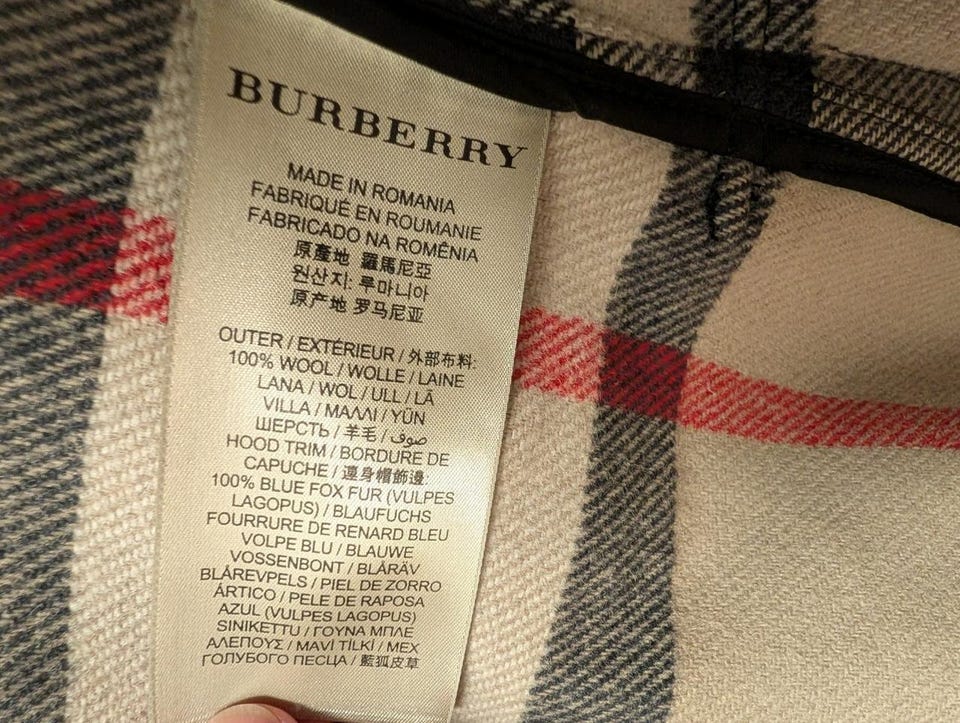 BURBERRY
MADE IN ROMANIA
FABRIQUÉ EN ROUMANIE
FABRICADO NA ROMÉNIA
原產地 羅馬尼亞
원산지: 루마니아
原产地 罗马尼亚
OUTER / EXTÉRIEUR / 外部布料:
100% WOOL / WOLLE / LAINE
LANA / WOL / ULL / LÃ
VILLA / ΜΑΛΛΙ / YÜN
ШЕРСТЬ / 羊毛 / صوف
HOOD TRIM / BORDURE DE
CAPUCHE / 連身帽飾邊:
100% BLUE FOX FUR (VULPES
LAGOPUS) / BLAUFUCHS
FOURRURE DE RENARD BLEU
VOLPE BLU / BLAUWE
VOSSENBONT / BLÅRÄV
BLÅREVPELS / PIEL DE ZORRO
ÁRTICO / PELE DE RAPOSA
AZUL (VULPES LAGOPUS)
SINIKETTU / ΓΟΥΝΑ ΜΠΛΕ
ΑΛΕΠΟΥΣ / MAVİ TİLKİ / МЕХ
ГОЛУБОГО ПЕСЦА / 藍狐皮草